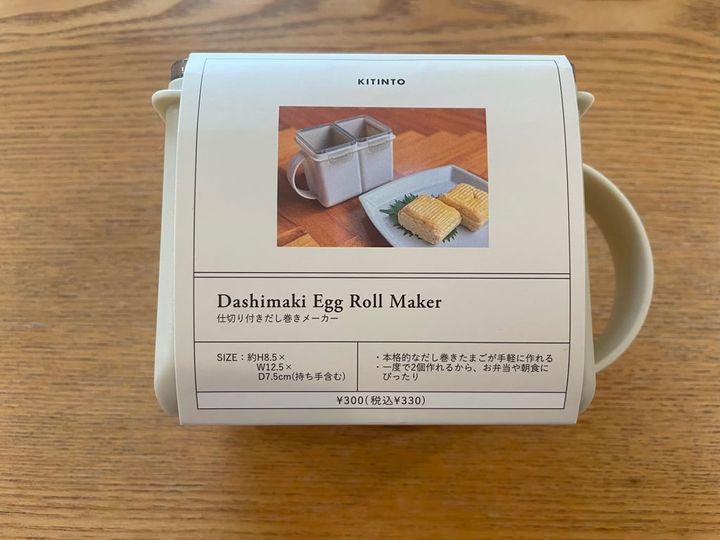 KITINTO
Dashimaki Egg Roll Maker
仕切り付きだし巻きメーカー
SIZE：約H8.5×
W12.5×
D7.5cm(持ち手含む)
・本格的なだし巻きたまごが手軽に作れる
・一度で2個作れるから、お弁当や朝食に
ぴったり
¥300(税込¥330)